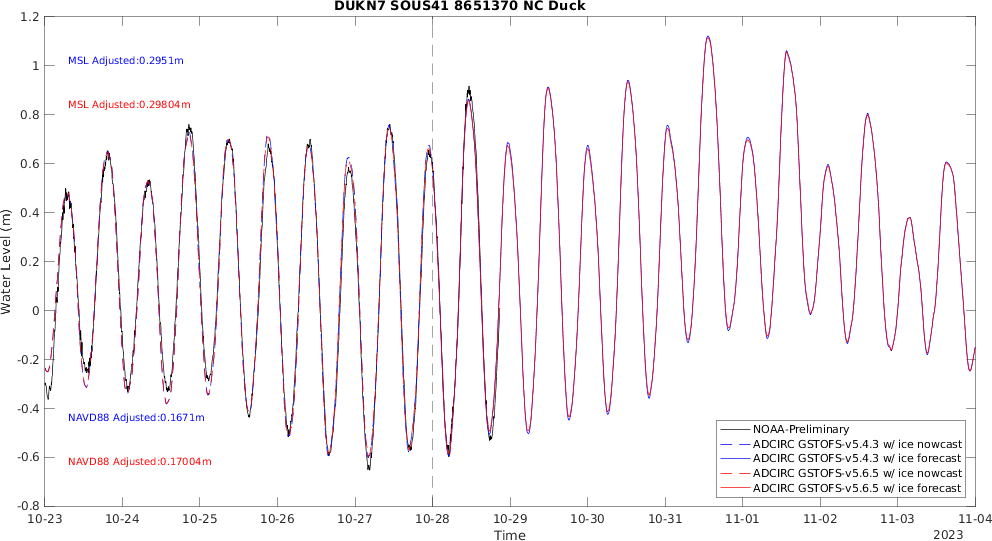 DUKN7 SOUS41 8651370 NC Duck
1.2
1
0.8
0.6
0.4
0.2
0
-0.2
-0.4
-0.6
-0.8
Water Level (m)
MSL Adjusted:0.2951m
MSL Adjusted:0.29804m
NAVD88 Adjusted:0.1671m
NAVD88 Adjusted:0.17004m
NOAA-Preliminary
ADCIRC GSTOFS-v5.4.3 w/ ice nowcast
ADCIRC GSTOFS-v5.4.3 w/ ice forecast
ADCIRC GSTOFS-v5.6.5 w/ ice nowcast
ADCIRC GSTOFS-v5.6.5 w/ ice forecast
10-23 10-24 10-25 10-26 10-27 10-28 10-29 10-30 10-31 11-01 11-02 11-03 11-04
Time
2023